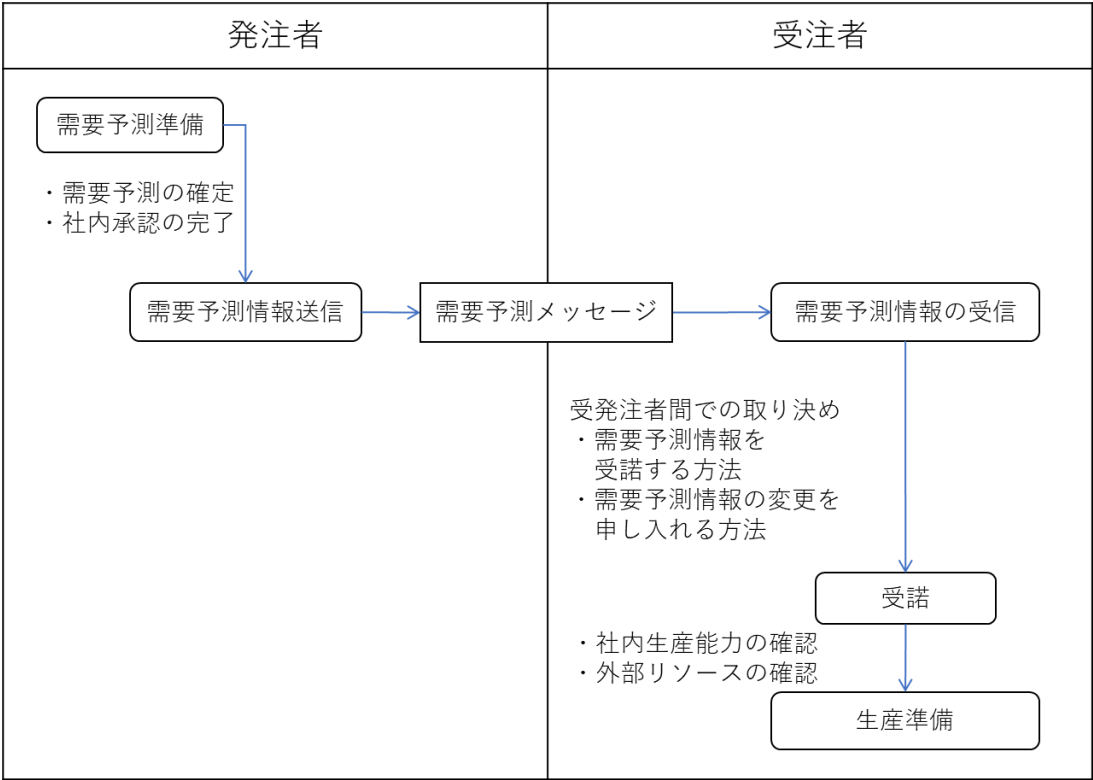 発注者
受注者
需要予測準備
・需要予測の確定
・社内承認の完了
需要予測情報送信
需要予測メッセージ
需要予測情報の受信
受発注者間での取り決め
・需要予測情報を
受諾する方法
・需要予測情報の変更を
申し入れる方法
受諾
・社内生産能力の確認
・外部リソースの確認
生産準備